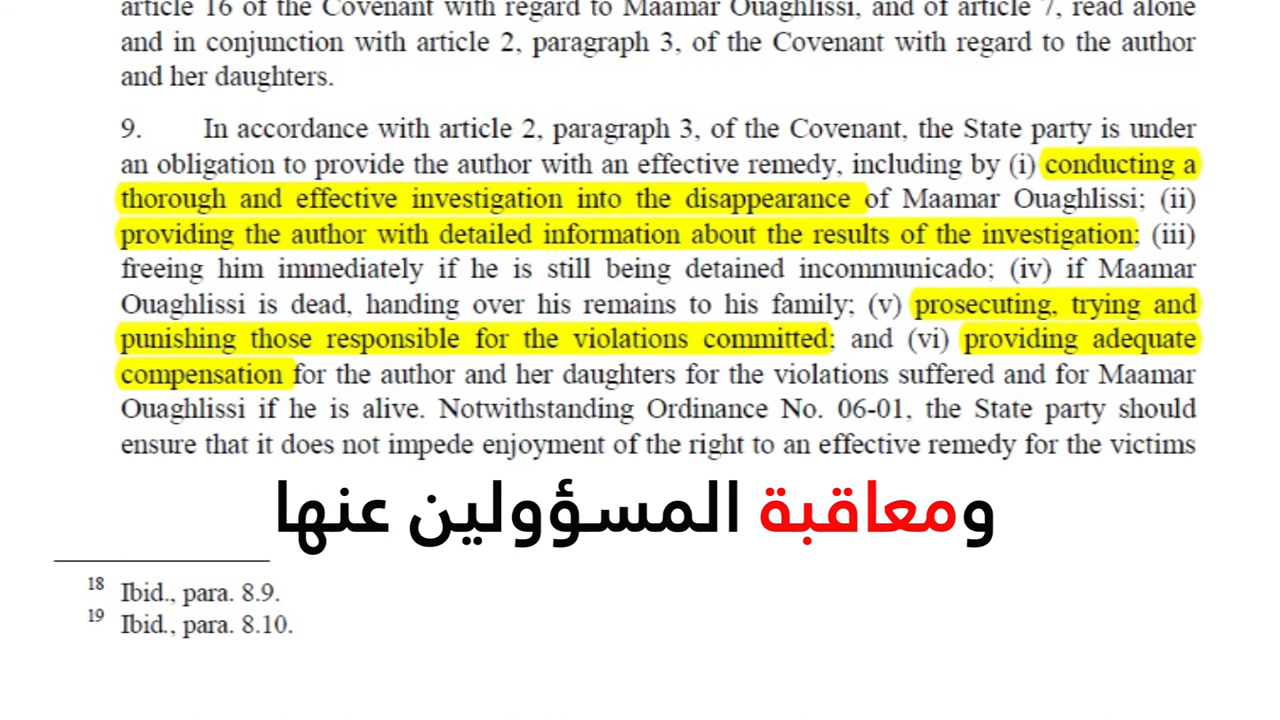 article 16 of the Covenant with regard to Maamar Ouaghlissi, and of article 7, read alone
and in conjunction with article 2, paragraph 3, of the Covenant with regard to the author
and her daughters.
9. In accordance with article 2, paragraph 3, of the Covenant, the State party is under
an obligation to provide the author with an effective remedy, including by (i) conducting a
thorough and effective investigation into the disappearance of Maamar Ouaghlissi; (ii)
providing the author with detailed information about the results of the investigation; (iii)
freeing him immediately if he is still being detained incommunicado; (iv) if Maamar
Ouaghlissi is dead, handing over his remains to his family; (v) prosecuting, trying and
punishing those responsible for the violations committed; and (vi) providing adequate
compensation for the author and her daughters for the violations suffered and for Maamar
Ouaghlissi if he is alive. Notwithstanding Ordinance No. 06-01, the State party should
ensure that it does not impede enjoyment of the right to an effective remedy for the victims
ومعاقبة المسؤولين عنها
18 Ibid., para. 8.9.
19 Ibid., para. 8.10.